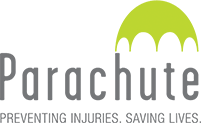 Parachute
PREVENTING INJURIES. SAVING LIVES.